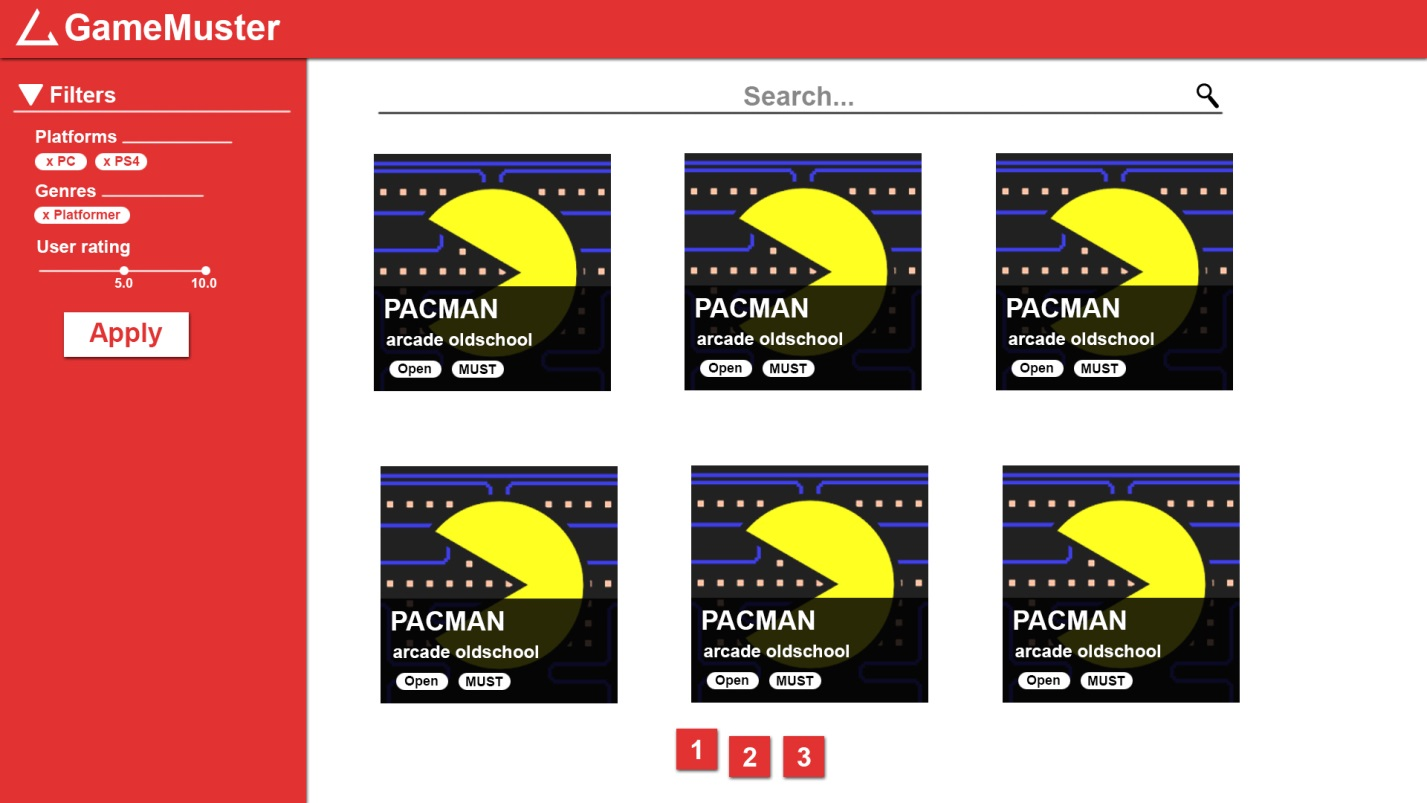 GameMuster
Filters
Platforms
x PC x PS4
Genres
x Platformer
User rating
5.0 10.0
Apply
Search...
PACMAN
arcade oldschool
Open MUST
PACMAN
arcade oldschool
Open MUST
PACMAN
arcade oldschool
Open MUST
PACMAN
arcade oldschool
Open MUST
PACMAN
arcade oldschool
Open MUST
PACMAN
arcade oldschool
Open MUST
1 2 3